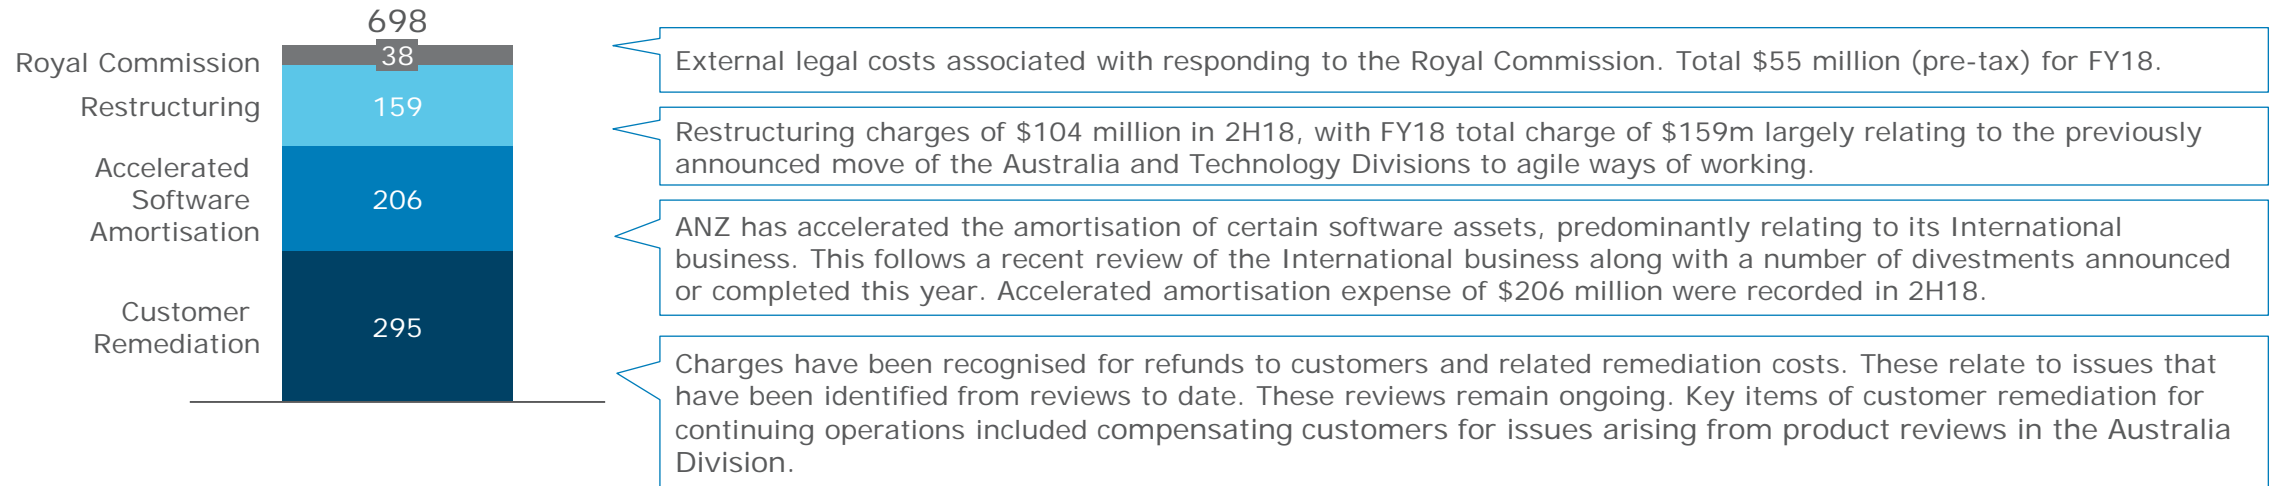 698
Royal Commission
38
External legal costs associated with responding to the Royal Commission. Total $55 million (pre-tax) for FY18.
Restructuring
159
Restructuring charges of $104 million in 2H18, with FY18 total charge of $159m largely relating to the previously
announced move of the Australia and Technology Divisions to agile ways of working.
Accelerated
Software
Amortisation
206
ANZ has accelerated the amortisation of certain software assets, predominantly relating to its International
business. This follows a recent review of the International business along with a number of divestments announced
or completed this year. Accelerated amortisation expense of $206 million were recorded in 2H18.
Customer
Remediation
295
Charges have been recognised for refunds to customers and related remediation costs. These relate to issues that
have been identified from reviews to date. These reviews remain ongoing. Key items of customer remediation for
continuing operations included compensating customers for issues arising from product reviews in the Australia
Division.